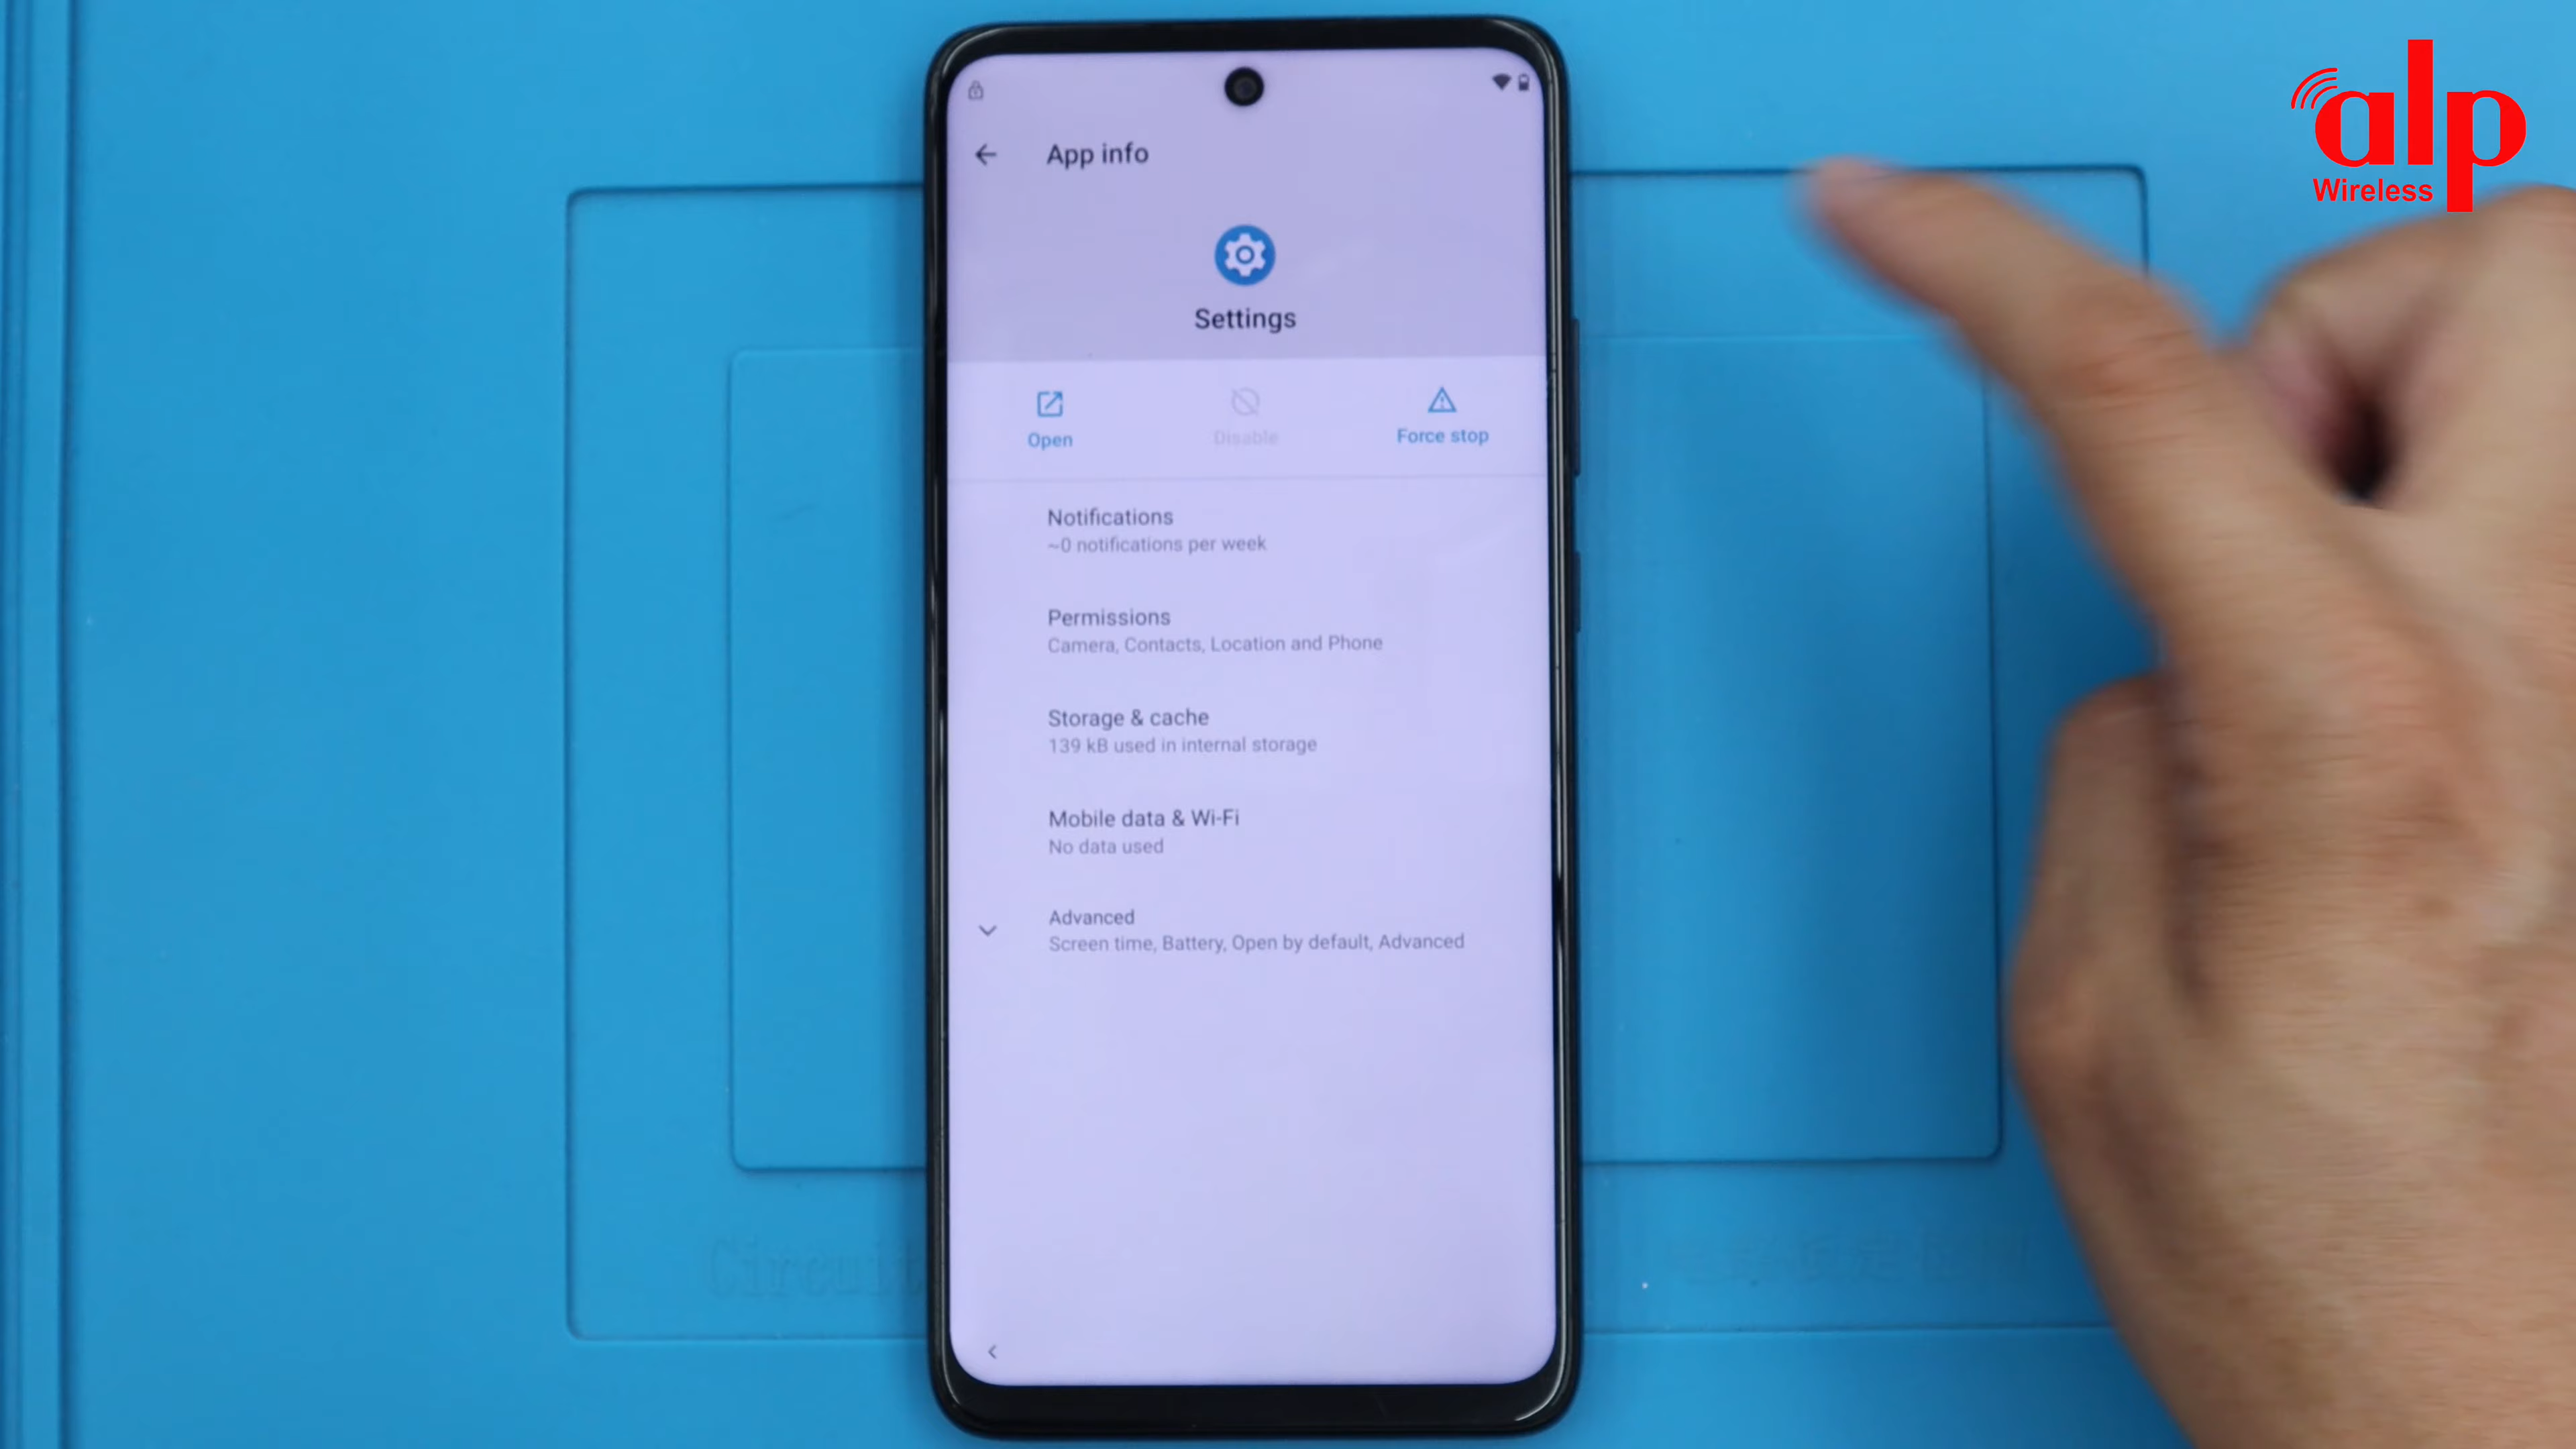 alp
Wireless
App info
Settings
Open
Disable
Force stop
Notifications
~0 notifications per week
Permissions
Camera, Contacts, Location and Phone
Storage & cache
139 kB used in internal storage
Mobile data & Wi-Fi
No data used
Advanced
Screen time, Battery, Open by default, Advanced
Circuit